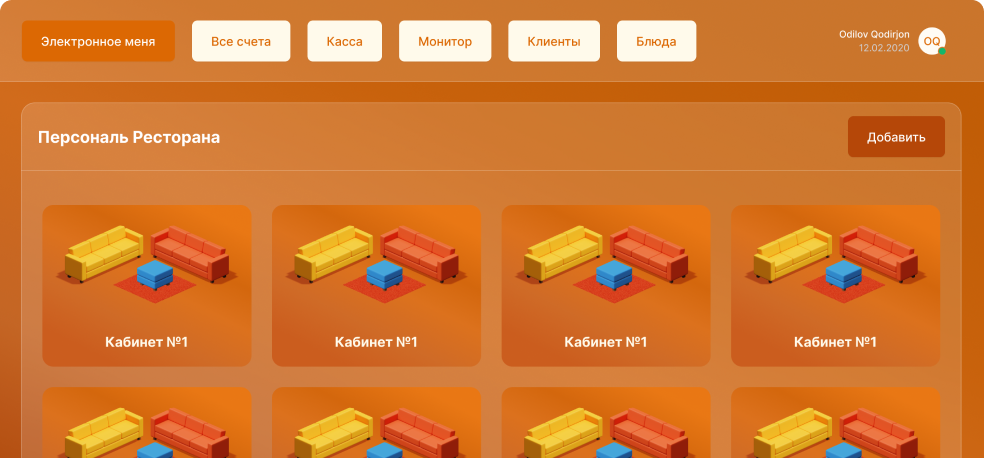 Электронное меня
Все счета
Касса
Монитор
Клиенты
Блюда
Odilov Qodirjon
12.02.2020
OQ
Персональ Ресторана
Добавить
Кабинет №1
Кабинет №1
Кабинет №1
Кабинет №1